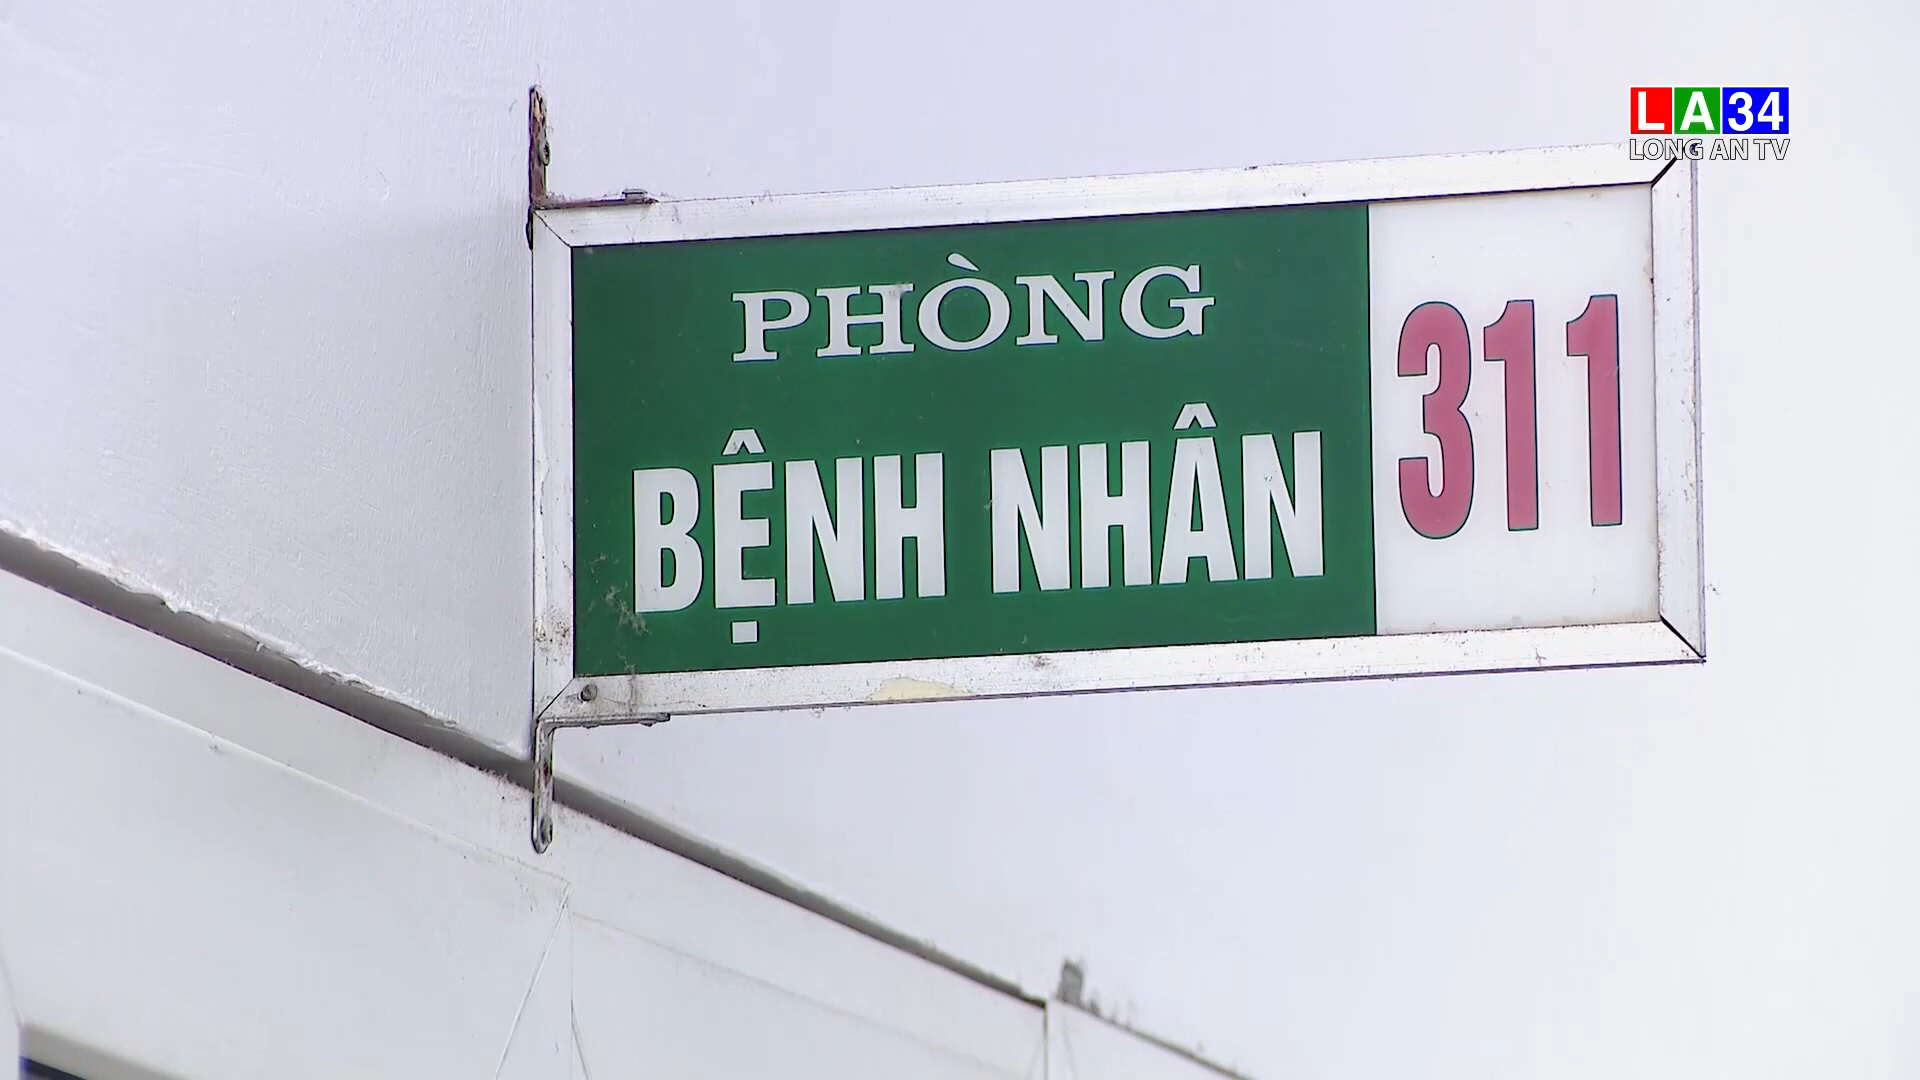 LA34
LONG AN TV
PHÒNG
BỆNH NHÂN
311